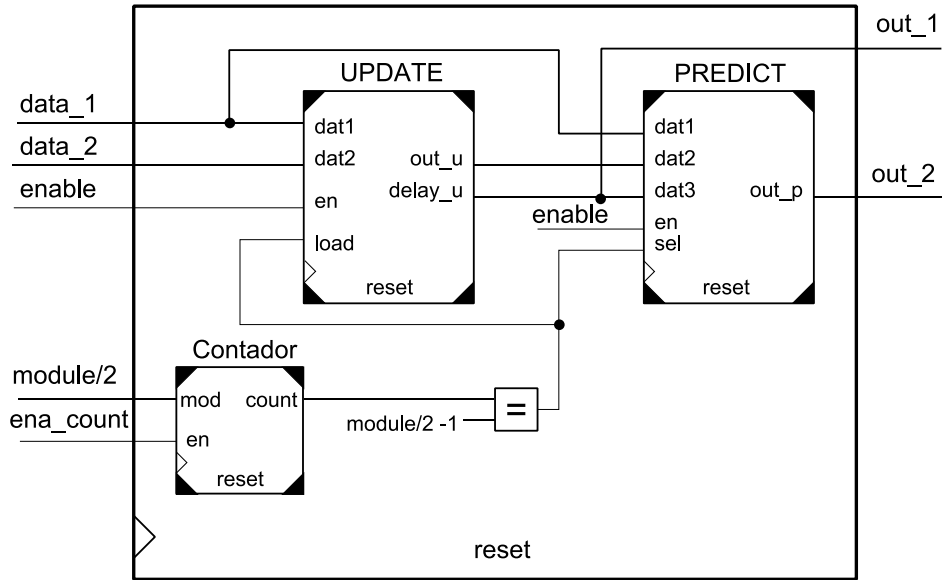 out_1
UPDATE
PREDICT
data_1
dat1
dat1
data_2
dat2
out_u
dat2
enable
en
delay_u
dat3
out_p
out_2
enable
en
load
sel
reset
reset
Contador
module/2
mod
count
=
module/2 -1
ena_count
en
reset
reset